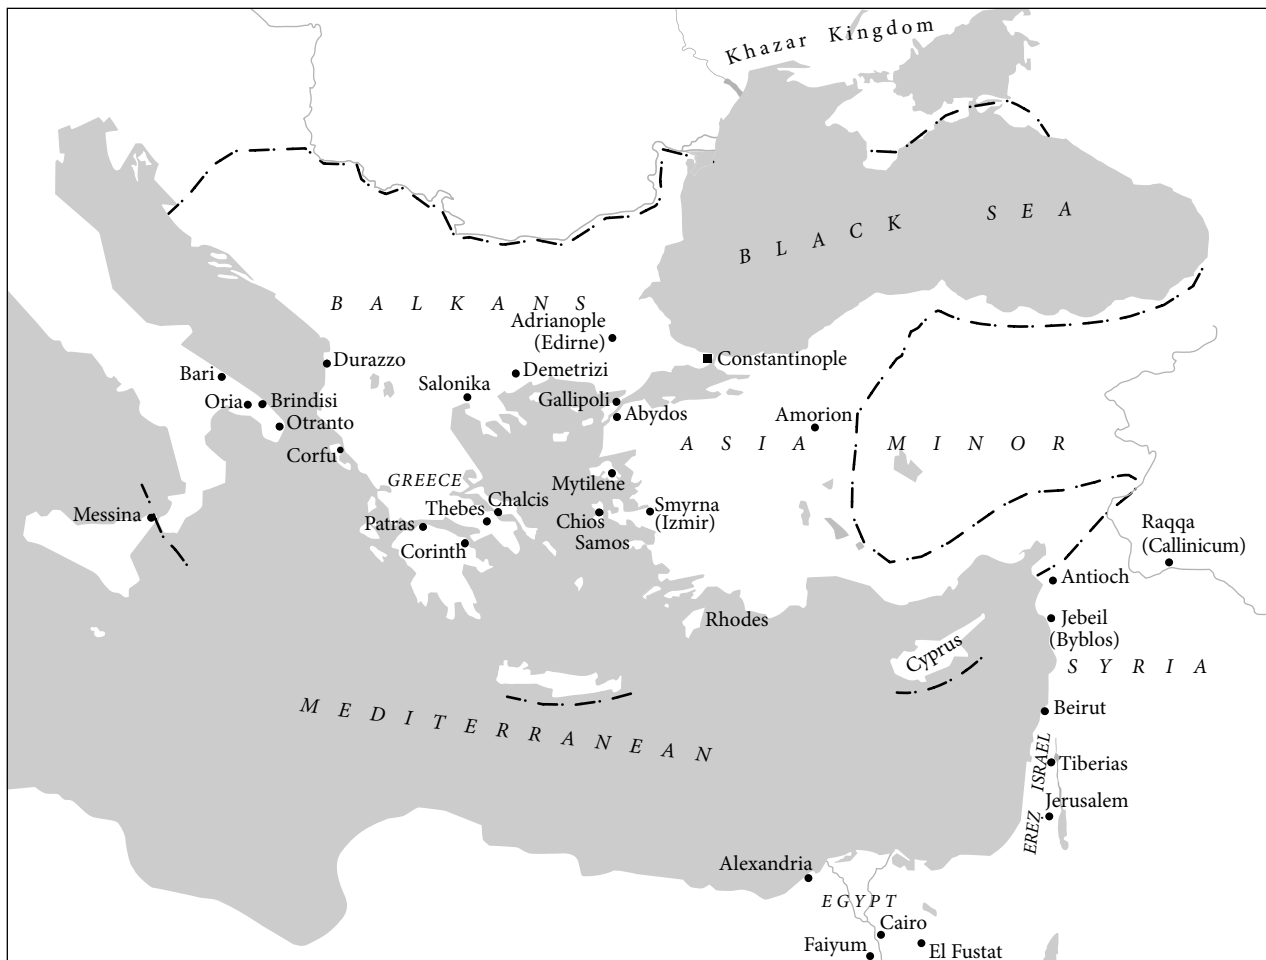 Khazar Kingdom
BLACK SEA
BALKANS
Adrianople
(Edirne)
Constantinople
Durazzo
Demetrizi
Bari
Salonika
Oria
Brindisi
Gallipoli
Abydos
Amorion
Otranto
ASIA MINOR
Corfu
GREECE
Mytilene
Chalcis
Thebes
Smyrna
(Izmir)
Messina
Patras
Chios
Samos
Corinth
Raqqa
(Callinicum)
Antioch
Rhodes
Jebeil
(Byblos)
Cyprus
SYRIA
MEDITERRANEAN
Beirut
EREZ ISRAEL
Tiberias
Jerusalem
Alexandria
EGYPT
Cairo
Faiyum
El Fustat